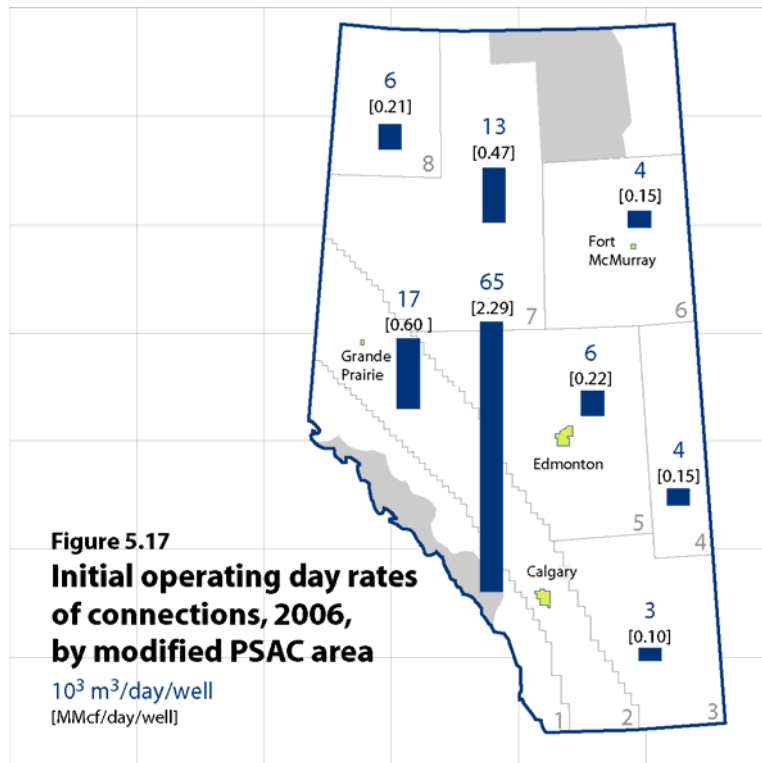 6
[0.21]
8
13
[0.47]
4
[0.15]
Fort
McMurray
6
65
[2.29]
7
17
[0.60 ]
Grande
Prairie
6
[0.22]
Edmonton
5
4
[0.15]
4
Calgary
3
[0.10]
1
2
3
Figure 5.17
Initial operating day rates
of connections, 2006,
by modified PSAC area
10³ m³/day/well
[MMcf/day/well]